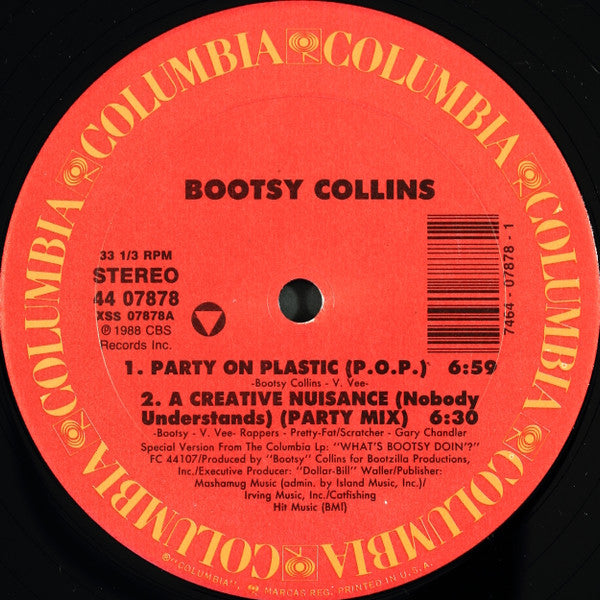 COLUMBIA COLUMBIA COLUMBIA COLUMBIA COLUMBIA COLUMBIA
BOOTSY COLLINS
33 1/3 RPM
STEREO
44 07878
XSS 07878A
℗ 1988 CBS
Records Inc.
7464 - 07878 - 1
1. PARTY ON PLASTIC (P.O.P.) 6:59
-Bootsy Collins - V. Vee-
2. A CREATIVE NUISANCE (Nobody
Understands) (PARTY MIX) 6:30
-Bootsy - V. Vee- Rappers - Pretty-Fat/Scratcher - Gary Chandler
Special Version From The Columbia Lp: "WHAT'S BOOTSY DOIN'?"
FC 44107/Produced by "Bootsy" Collins for Bootzilla Productions,
Inc./Executive Producer: "Dollar-Bill" Waller/Publisher:
Mashamug Music (admin. by Island Music, Inc.)/
Irving Music, Inc./Catfishing
Hit Music (BMI)
®"COLUMBIA", MARCAS REG. PRINTED IN U.S.A.